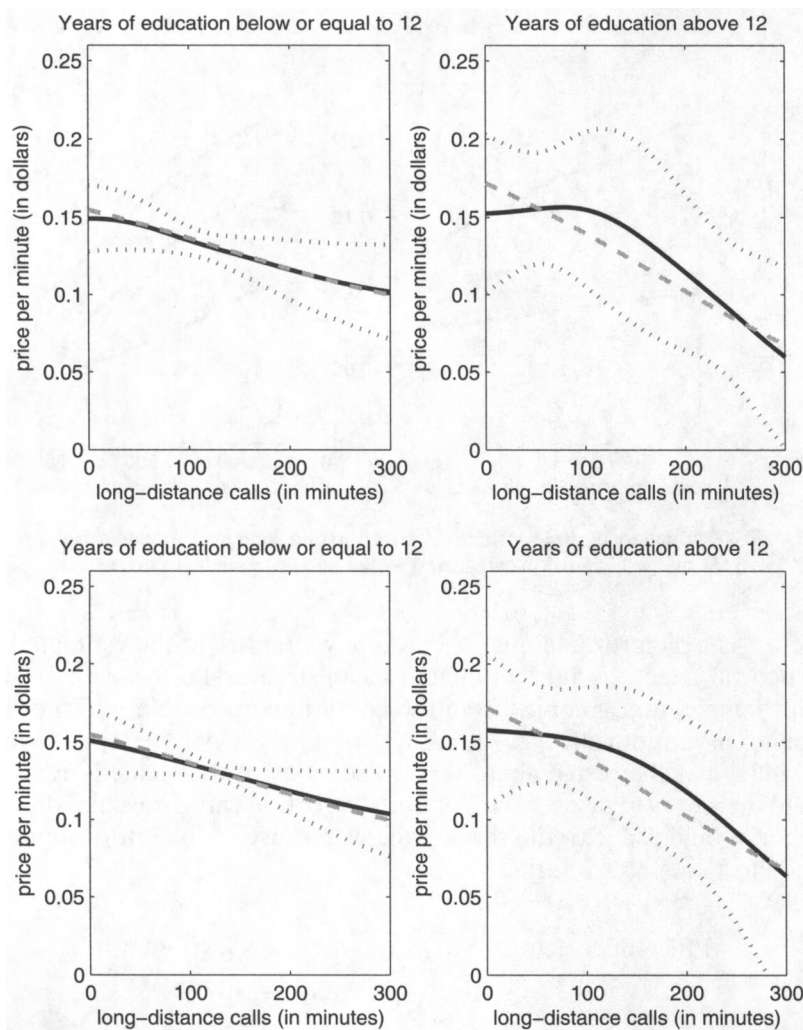 Years of education below or equal to 12
Years of education above 12
price per minute (in dollars)
0.25
0.2
0.15
0.1
0.05
0
0 100 200 300
long-distance calls (in minutes)
price per minute (in dollars)
0.25
0.2
0.15
0.1
0.05
0
0 100 200 300
long-distance calls (in minutes)
Years of education below or equal to 12
Years of education above 12
price per minute (in dollars)
0.25
0.2
0.15
0.1
0.05
0
0 100 200 300
long-distance calls (in minutes)
price per minute (in dollars)
0.25
0.2
0.15
0.1
0.05
0
0 100 200 300
long-distance calls (in minutes)